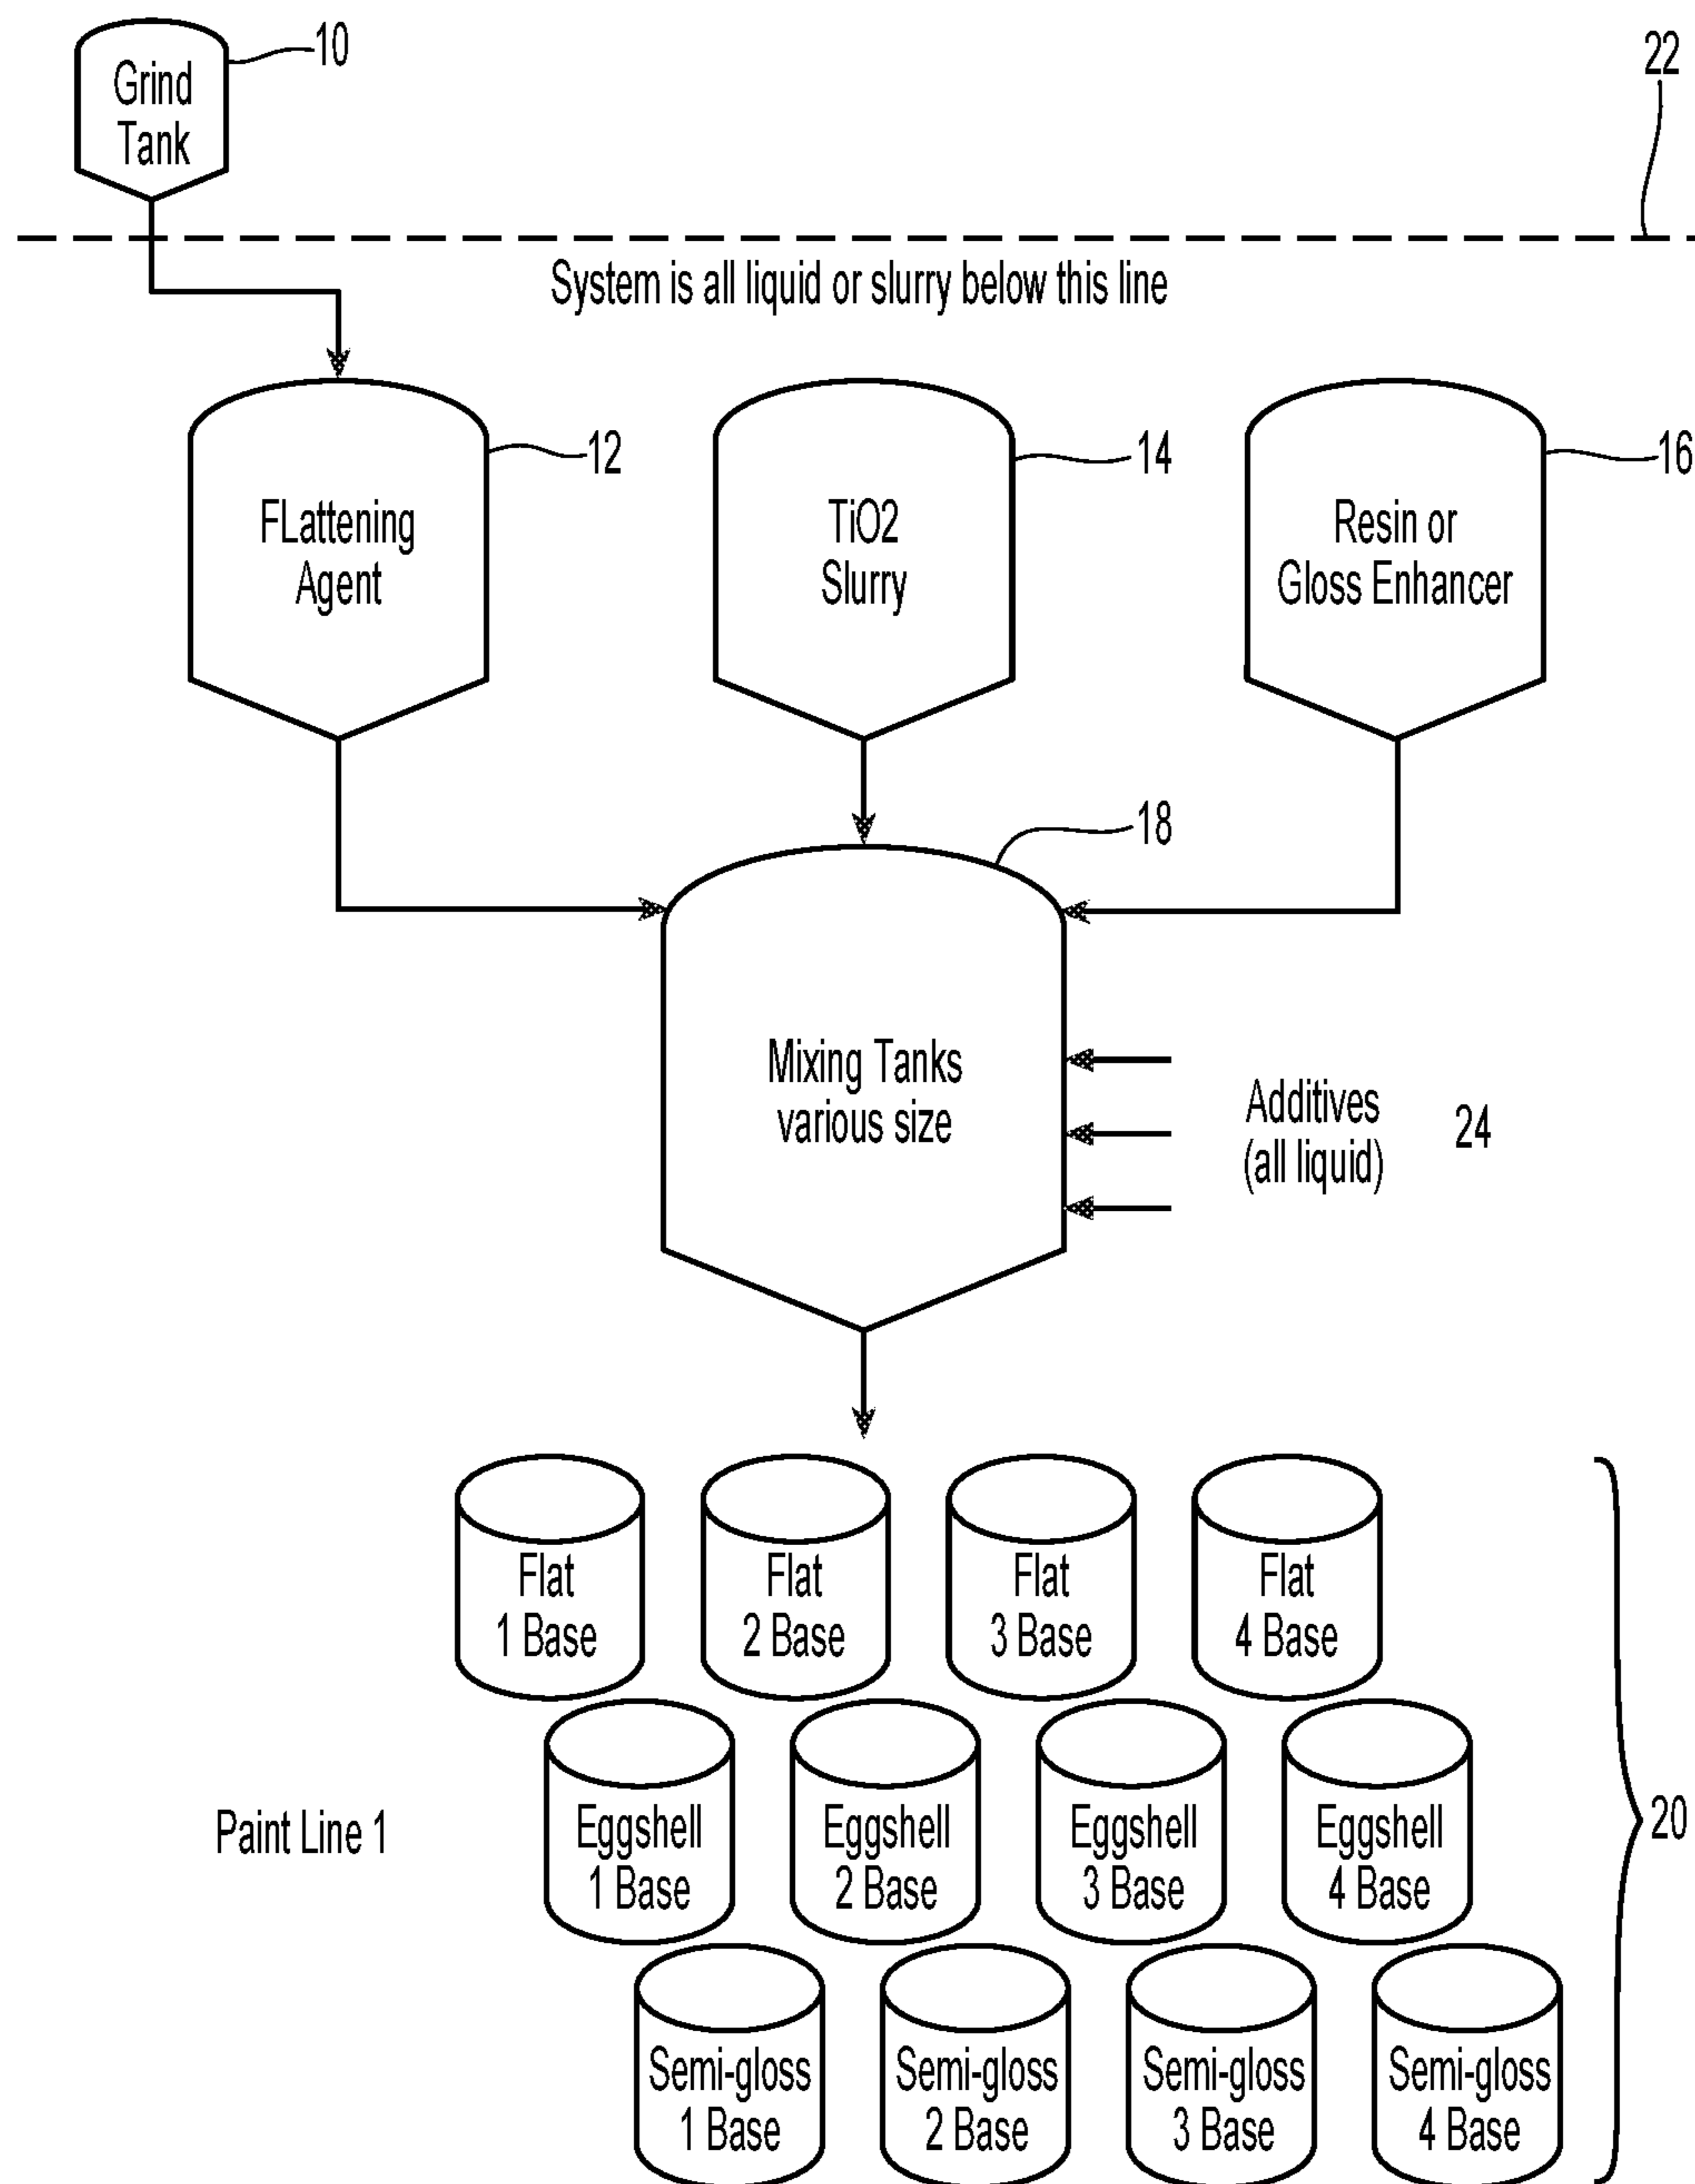 10
22
Grind
Tank
System is all liquid or slurry below this line
12
14
16
FLattening
Agent
TiO2
Slurry
Resin or
Gloss Enhancer
18
Mixing Tanks
various size
Additives
(all liquid)
24
Flat
1 Base
Flat
2 Base
Flat
3 Base
Flat
4 Base
Paint Line 1
Eggshell
1 Base
Eggshell
2 Base
Eggshell
3 Base
Eggshell
4 Base
20
Semi-gloss
1 Base
Semi-gloss
2 Base
Semi-gloss
3 Base
Semi-gloss
4 Base